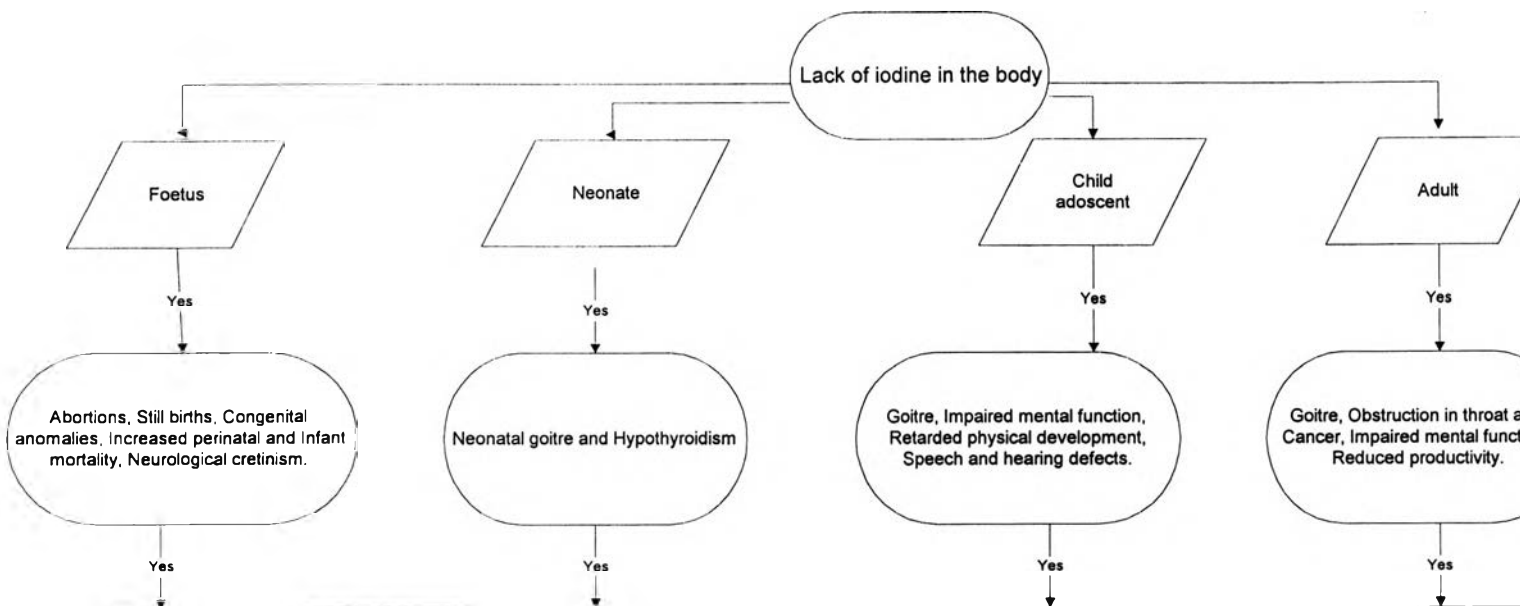 Lack of iodine in the body
Foetus
Neonate
Child
adoscent
Adult
Yes
Yes
Yes
Yes
Abortions, Still births, Congenital
anomalies, Increased perinatal and Infant
mortality, Neurological cretinism.
Neonatal goitre and Hypothyroidism
Goitre, Impaired mental function,
Retarded physical development,
Speech and hearing defects.
Goitre, Obstruction in throat
Cancer, Impaired mental
Reduced productivity.
Yes
Yes
Yes
Yes